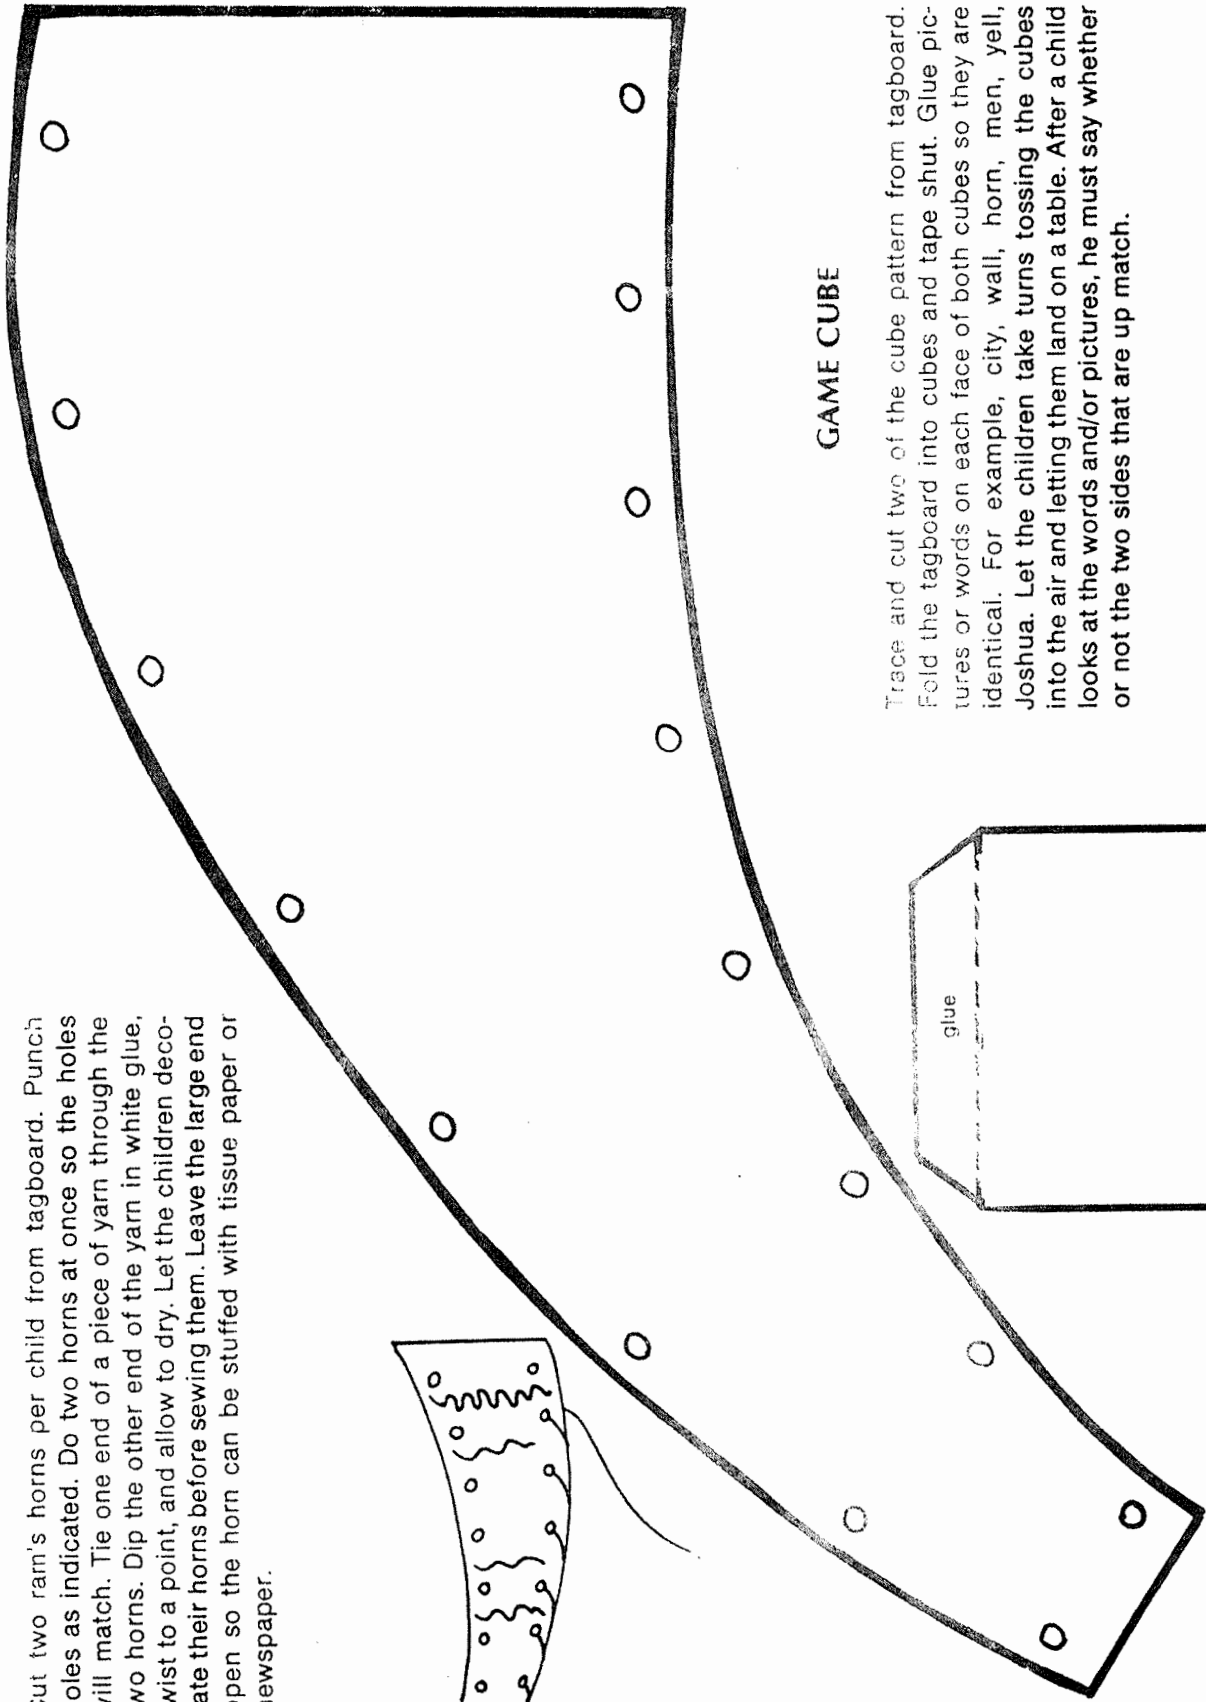 ut two ram's horns per child from tagboard. Punch
oles as indicated. Do two horns at once so the holes
vill match. Tie one end of a piece of yarn through the
wo horns. Dip the other end of the yarn in white glue,
wist to a point, and allow to dry. Let the children deco-
ate their horns before sewing them. Leave the large end
open so the horn can be stuffed with tissue paper or
newspaper.
GAME CUBE
Trace and cut two of the cube pattern from tagboard.
Fold the tagboard into cubes and tape shut. Glue pic-
tures or words on each face of both cubes so they are
identical. For example, city, wall, horn, men, yell,
Joshua. Let the children take turns tossing the cubes
into the air and letting them land on a table. After a child
looks at the words and/or pictures, he must say whether
or not the two sides that are up match.
glue